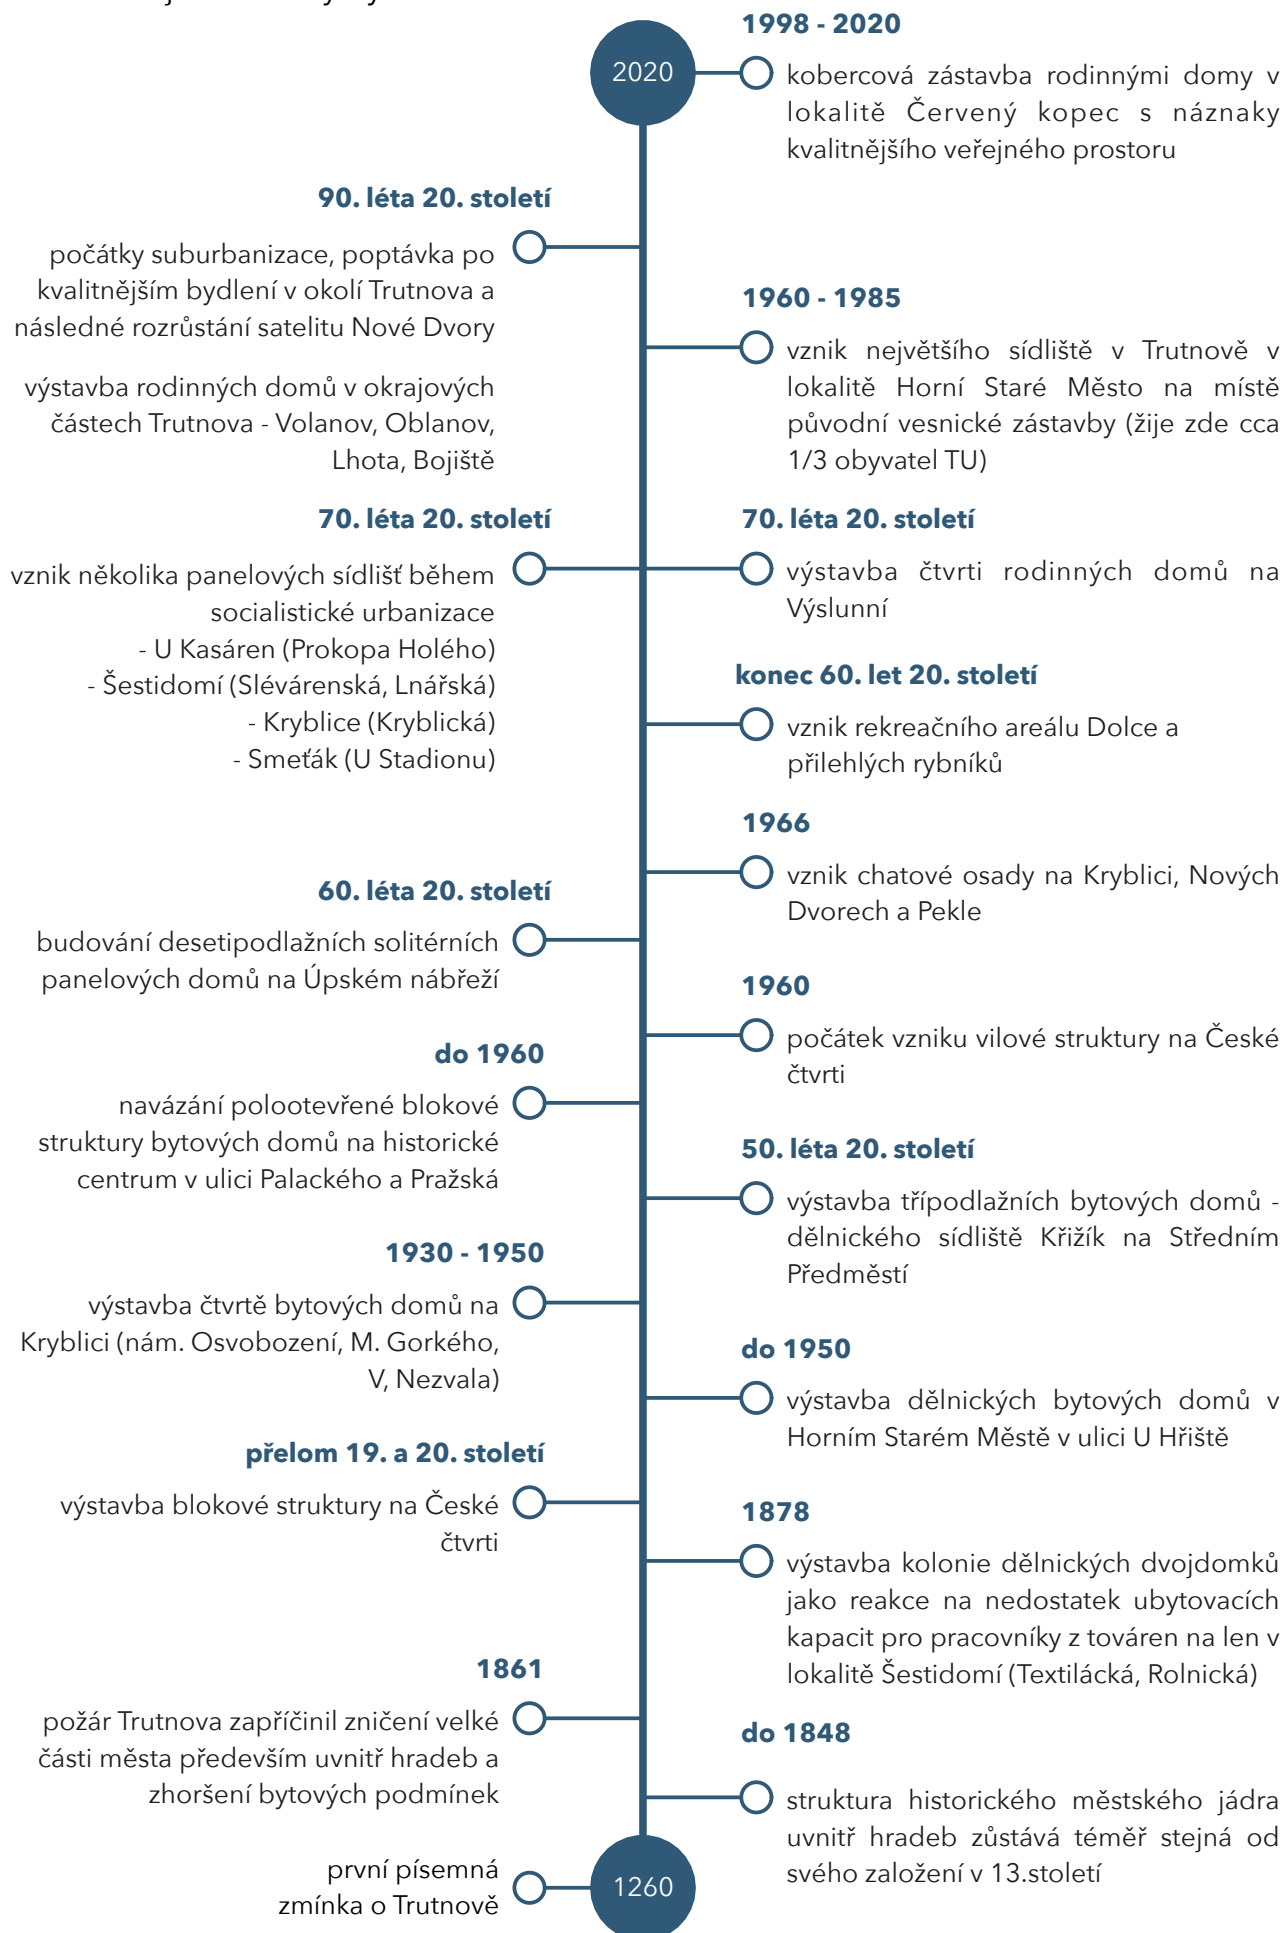 1998 - 2020
2020
kobercová zástavba rodinnými domy v
lokalitě Červený kopec s náznaky
kvalitnějšího veřejného prostoru
90. léta 20. století
počátky suburbanizace, poptávka po
kvalitnějším bydlení v okolí Trutnova a
následné rozrůstání satelitu Nové Dvory
výstavba rodinných domů v okrajových
částech Trutnova - Volanov, Oblanov,
Lhota, Bojiště
1960 - 1985
vznik největšího sídliště v Trutnově v
lokalitě Horní Staré Město na místě
původní vesnické zástavby (žije zde cca
1/3 obyvatel TU)
70. léta 20. století
vznik několika panelových sídlišť během
socialistické urbanizace
- U Kasáren (Prokopa Holého)
- Šestidomí (Slévárenská, Lnářská)
- Kryblice (Kryblická)
- Smeťák (U Stadionu)
70. léta 20. století
výstavba čtvrti rodinných domů na
Výslunní
konec 60. let 20. století
vznik rekreačního areálu Dolce a
přilehlých rybníků
1966
vznik chatové osady na Kryblici, Nových
Dvorech a Pekle
60. léta 20. století
budování desetipodlažních solitérních
panelových domů na Úpském nábřeží
1960
počátek vzniku vilové struktury na České
čtvrti
do 1960
navázání polootevřené blokové
struktury bytových domů na historické
centrum v ulici Palackého a Pražská
50. léta 20. století
výstavba třípodlažních bytových domů -
dělnického sídliště Křižík na Středním
Předměstí
1930 - 1950
výstavba čtvrtě bytových domů na
Kryblici (nám. Osvobození, M. Gorkého,
V, Nezvala)
do 1950
výstavba dělnických bytových domů v
Horním Starém Městě v ulici U Hřiště
přelom 19. a 20. století
výstavba blokové struktury na České
čtvrti
1878
výstavba kolonie dělnických dvojdomků
jako reakce na nedostatek ubytovacích
kapacit pro pracovníky z továren na len v
lokalitě Šestidomí (Textilácká, Rolnická)
1861
požár Trutnova zapříčinil zničení velké
části města především uvnitř hradeb a
zhoršení bytových podmínek
do 1848
struktura historického městského jádra
uvnitř hradeb zůstává téměř stejná od
svého založení v 13.století
první písemná
zmínka o Trutnově
1260